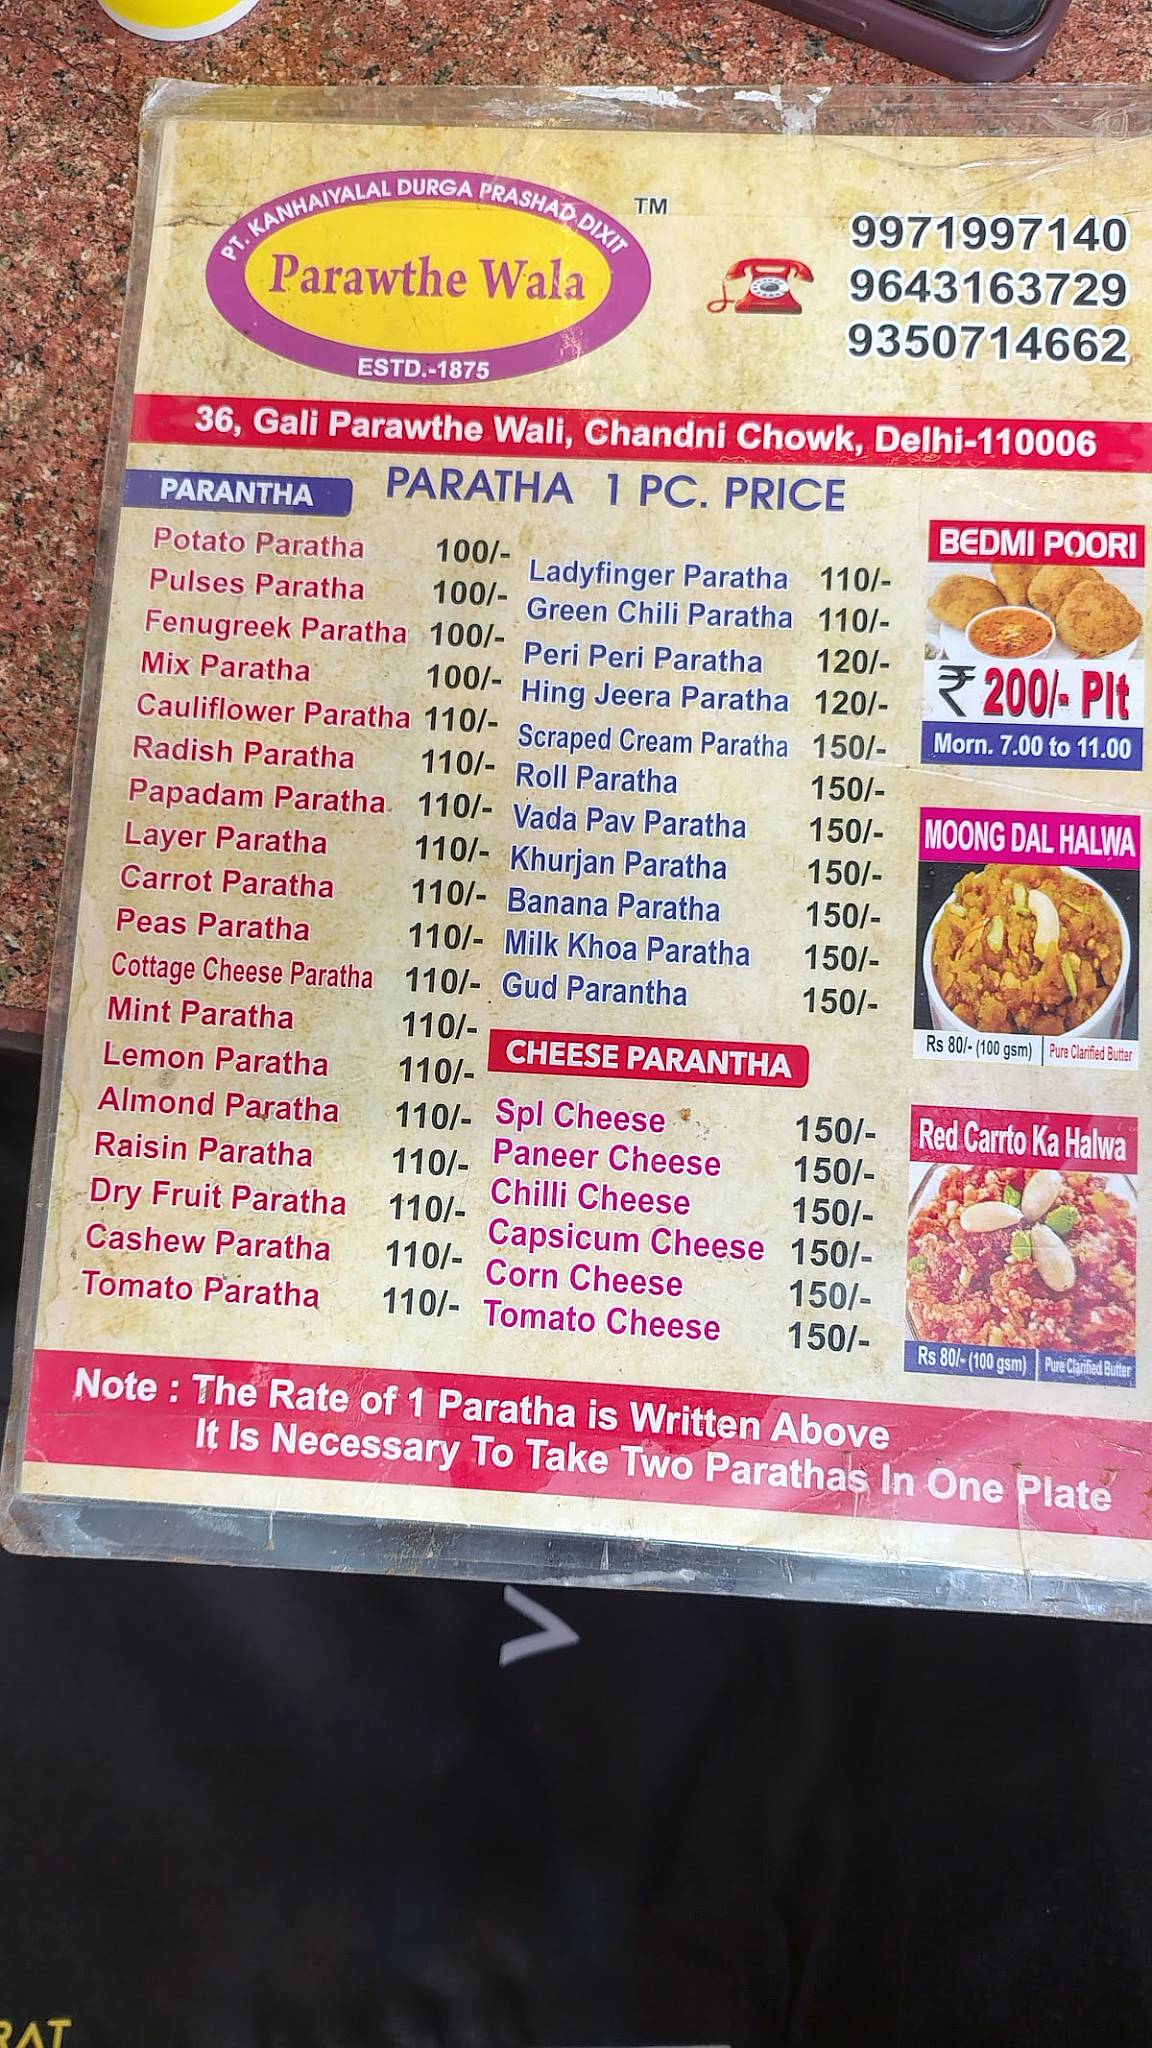 PT. KANHAIYALAL DURGA PRASHAD DIXIT
Parawthe Wala
ESTD.-1875
TM
9971997140
9643163729
9350714662
36, Gali Parawthe Wali, Chandni Chowk, Delhi-110006
PARANTHA
PARATHA 1 PC. PRICE
Potato Paratha 100/-
Pulses Paratha 100/-
Fenugreek Paratha 100/-
Mix Paratha 100/-
Cauliflower Paratha 110/-
Radish Paratha 110/-
Papadam Paratha 110/-
Layer Paratha 110/-
Carrot Paratha 110/-
Peas Paratha 110/-
Cottage Cheese Paratha 110/-
Mint Paratha 110/-
Lemon Paratha 110/-
Almond Paratha 110/-
Raisin Paratha 110/-
Dry Fruit Paratha 110/-
Cashew Paratha 110/-
Tomato Paratha 110/-
Ladyfinger Paratha 110/-
Green Chili Paratha 110/-
Peri Peri Paratha 120/-
Hing Jeera Paratha 120/-
Scraped Cream Paratha 150/-
Roll Paratha 150/-
Vada Pav Paratha 150/-
Khurjan Paratha 150/-
Banana Paratha 150/-
Milk Khoa Paratha 150/-
Gud Parantha 150/-
CHEESE PARANTHA
Spl Cheese 150/-
Paneer Cheese 150/-
Chilli Cheese 150/-
Capsicum Cheese 150/-
Corn Cheese 150/-
Tomato Cheese 150/-
BEDMI POORI
₹ 200/- Plt
Morn. 7.00 to 11.00
MOONG DAL HALWA
Rs 80/- (100 gsm) Pure Clarified Butter
Red Carrto Ka Halwa
Rs 80/- (100 gsm) Pure Clarified Butter
Note : The Rate of 1 Paratha is Written Above
It Is Necessary To Take Two Parathas In One Plate
RAT